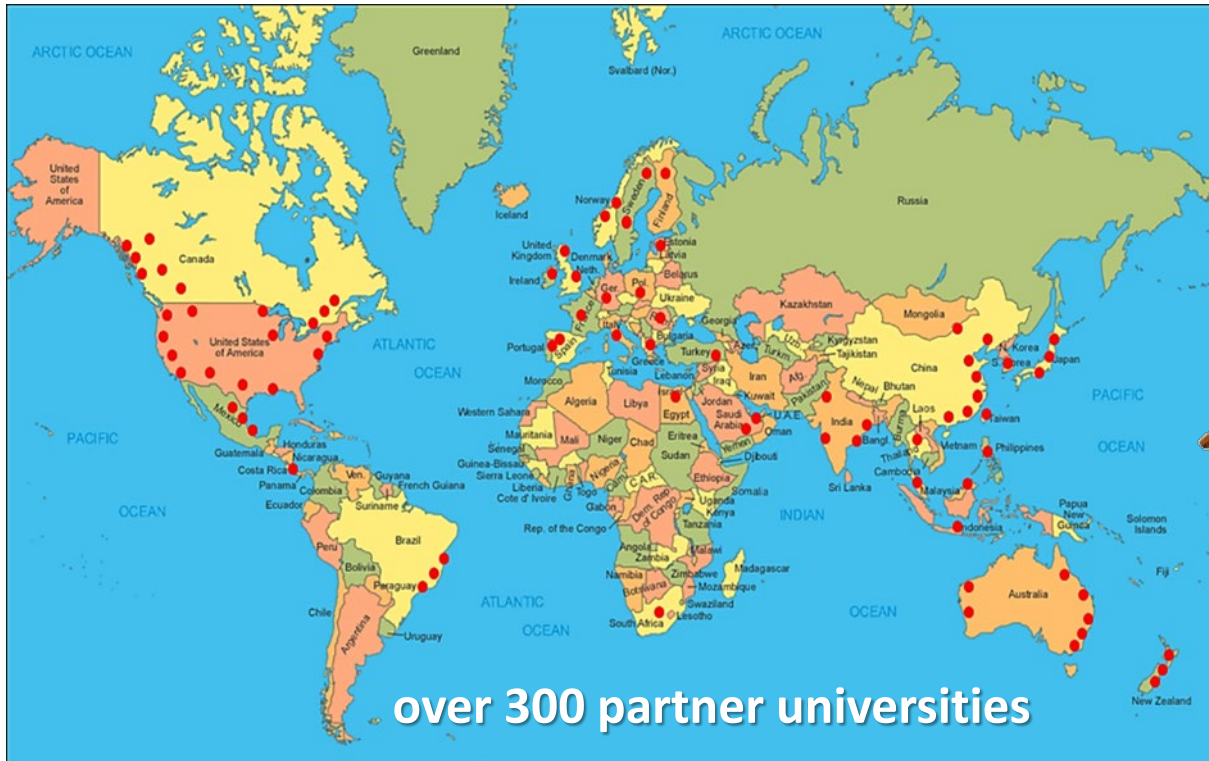 ARCTIC OCEAN
Greenland
ARCTIC OCEAN
Svalbard (Nor.)
United
States
of
America
Canada
Iceland
Norway
Sweden
Finland
Russia
United
Kingdom
Ireland
Denmark
Neth.
Estonia
Latvia
Belarus
Ger.
Pol.
Ukraine
France
Italy
Bulgaria
Portugal
Spain
Greece
Turkey
Georgia
Azer.
Kazakhstan
Uzb.
Turkm.
Kyrgyzstan
Tajikistan
Mongolia
China
N. Korea
Japan
United States
of America
ATLANTIC
OCEAN
Mexico
Guatemala
Honduras
Nicaragua
Costa Rica
Panama
PACIFIC
OCEAN
Morocco
Tunisia
Lebanon
Syria
Iraq
Iran
Afg.
Pakistan
Nepal
Bhutan
Western Sahara
Algeria
Libya
Egypt
Jordan
Kuwait
Saudi
Arabia
U.A.E.
Oman
Yemen
India
Bangl.
Burma
Laos
Thailand
Vietnam
Cambodia
Taiwan
Philippines
PACIFIC
OCEAN
Mauritania
Senegal
Guinea-Bissau
Sierra Leone
Liberia
Cote d' Ivoire
Mali
Niger
Chad
Eritrea
Sudan
Djibouti
Ghana
Togo
Nigeria
Cam.
C.A.R.
Ethiopia
Somalia
Gabon
Rep. of the Congo
Dem. Rep.
of Congo
Uganda
Kenya
Tanzania
Sri Lanka
Malaysia
Indonesia
Papua
New
Guinea
Solomon
Islands
Ven.
Guyana
French Guiana
Suriname
Colombia
Ecuador
Peru
Brazil
Bolivia
Paraguay
Chile
Argentina
Uruguay
ATLANTIC
OCEAN
Angola
Zambia
Malawi
Namibia
Botswana
Zimbabwe
Mozambique
Madagascar
Swaziland
Lesotho
South Africa
INDIAN
OCEAN
Australia
Fiji
New Zealand
over 300 partner universities